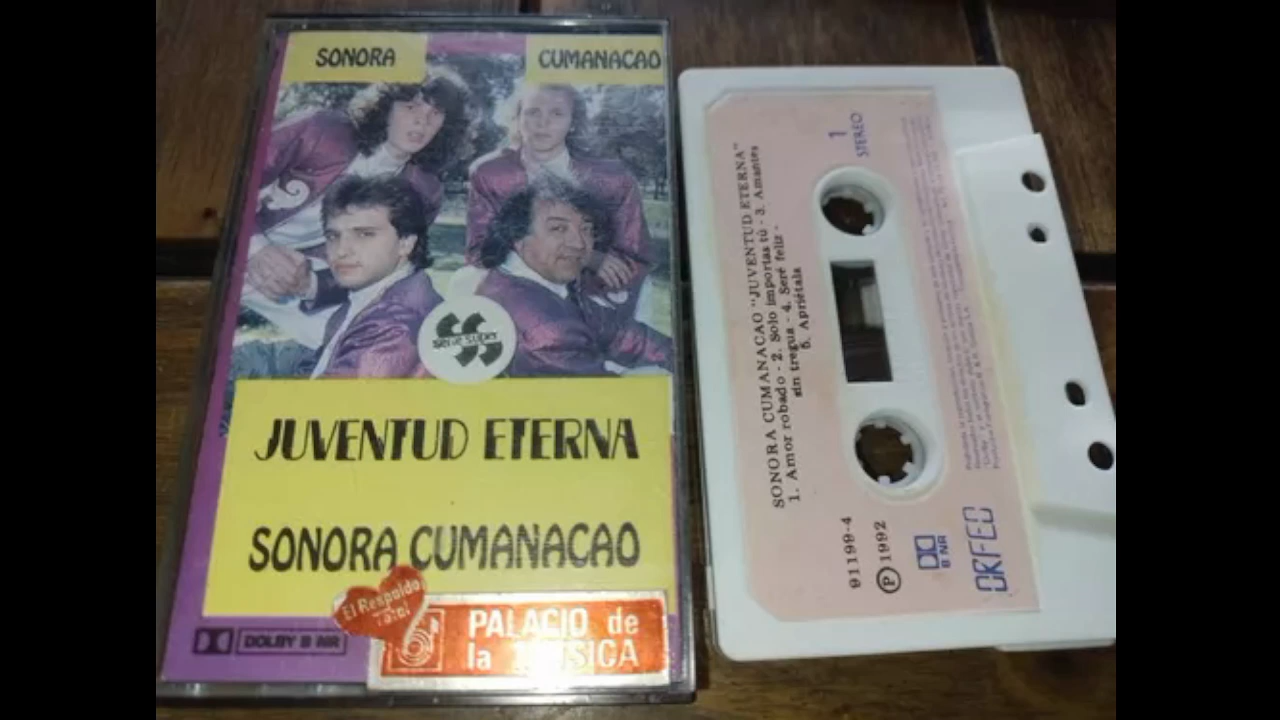 SONORA
CUMANACAO
JUVENTUD ETERNA
SONORA CUMANACAO
El Respaldo
Total
PALACIO de
la MUSICA
DOLBY B NR
SONORA CUMANACAO "JUVENTUD ETERNA"
1. Amor robado - 2. Solo importas tú - 3. Amantes
sin tregua - 4. Seré feliz -
5. Apriétala
1
STEREO
91199-4
Ⓟ 1992
B NR
ORFEO